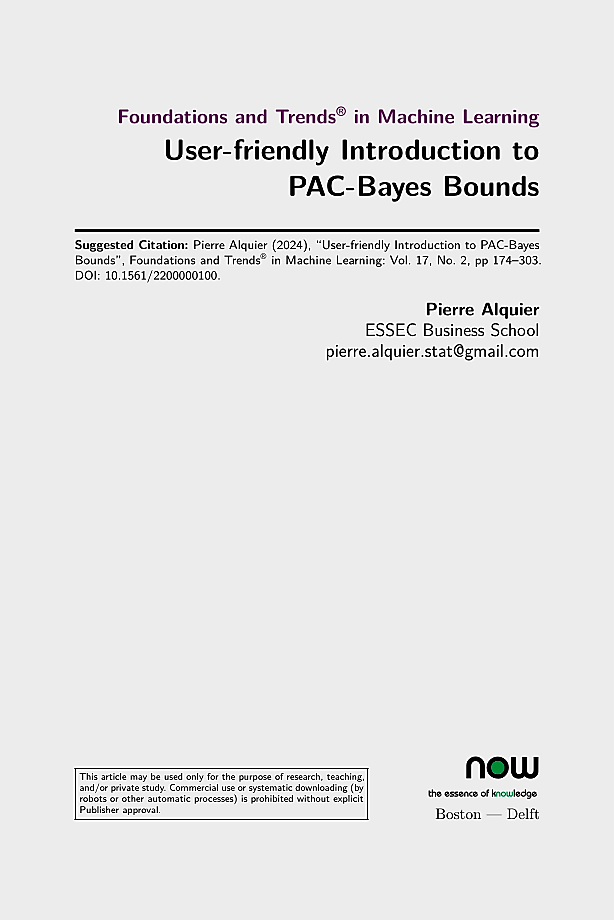 Foundations and Trends® in Machine Learning
User-friendly Introduction to
PAC-Bayes Bounds
Suggested Citation: Pierre Alquier (2024), “User-friendly Introduction to PAC-Bayes
Bounds”, Foundations and Trends® in Machine Learning: Vol. 17, No. 2, pp 174–303.
DOI: 10.1561/2200000100.
Pierre Alquier
ESSEC Business School
pierre.alquier.stat@gmail.com
This article may be used only for the purpose of research, teaching,
and/or private study. Commercial use or systematic downloading (by
robots or other automatic processes) is prohibited without explicit
Publisher approval.
now
the essence of knowledge
Boston — Delft